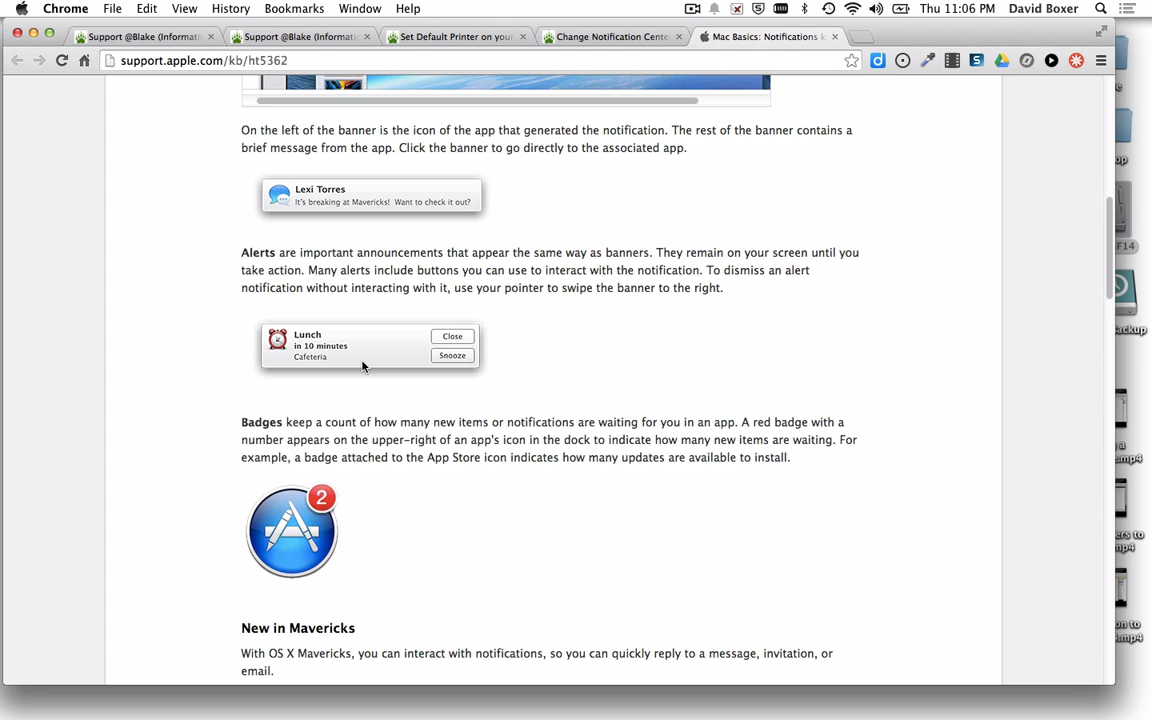 Chrome File Edit View History Bookmarks Window Help Thu 11:06 PM David Boxer
Support @Blake (Informati Support @Blake (Informati Set Default Printer on your Change Notification Cente Mac Basics: Notifications k
support.apple.com/kb/ht5362
On the left of the banner is the icon of the app that generated the notification. The rest of the banner contains a
brief message from the app. Click the banner to go directly to the associated app.
Lexi Torres
It's breaking at Mavericks! Want to check it out?
Alerts are important announcements that appear the same way as banners. They remain on your screen until you
take action. Many alerts include buttons you can use to interact with the notification. To dismiss an alert
notification without interacting with it, use your pointer to swipe the banner to the right.
Lunch
in 10 minutes
Cafeteria
Close
Snooze
Badges keep a count of how many new items or notifications are waiting for you in an app. A red badge with a
number appears on the upper-right of an app's icon in the dock to indicate how many new items are waiting. For
example, a badge attached to the App Store icon indicates how many updates are available to install.
2
New in Mavericks
With OS X Mavericks, you can interact with notifications, so you can quickly reply to a message, invitation, or
email.
op
F14
ackup
a
.mp4
ers to
mp4
on to
.mp4